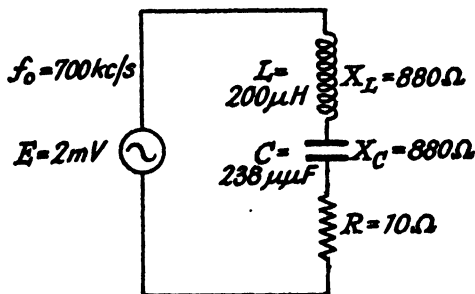 f₀=700kc/s
L=
200μH
X_L=880Ω
E=2mV
C=
238μμF
X_C=880Ω
R=10Ω